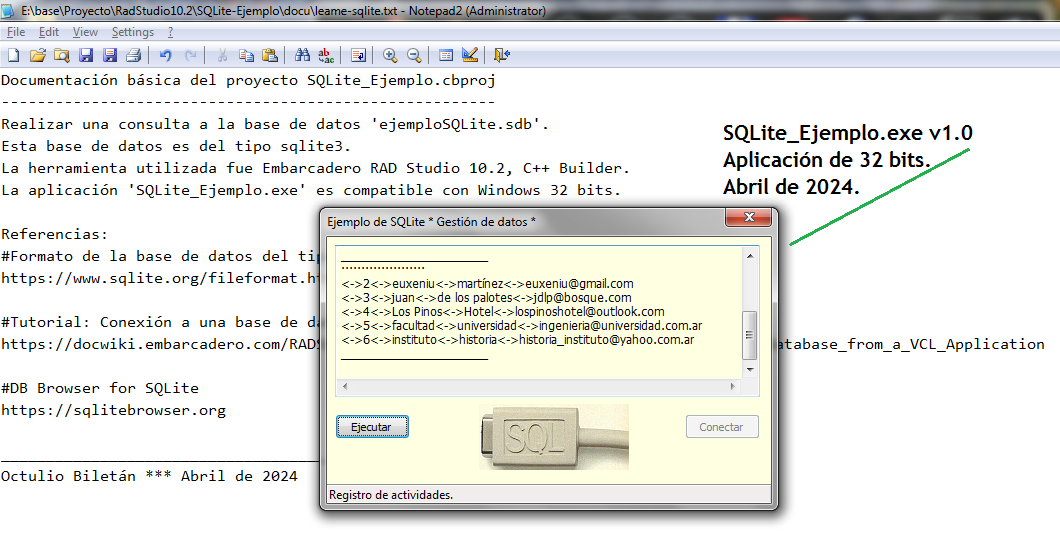 E:\base\Proyecto\RadStudio10.2\SQLite-Ejemplo\docu\leame-sqlite.txt - Notepad2 (Administrator)
File Edit View Settings ?
Documentación básica del proyecto SQLite_Ejemplo.cbproj
-------------------------------------------------------
Realizar una consulta a la base de datos 'ejemploSQLite.sdb'.
Esta base de datos es del tipo sqlite3.
La herramienta utilizada fue Embarcadero RAD Studio 10.2, C++ Builder.
La aplicación 'SQLite_Ejemplo.exe' es compatible con Windows 32 bits.
Referencias:
#Formato de la base de datos del tip
https://www.sqlite.org/fileformat.h
#Tutorial: Conexión a una base de da
https://docwiki.embarcadero.com/RADS
atabase_from_a_VCL_Application
#DB Browser for SQLite
https://sqlitebrowser.org
Octulio Biletán *** Abril de 2024
SQLite_Ejemplo.exe v1.0
Aplicación de 32 bits.
Abril de 2024.
Ejemplo de SQLite * Gestión de datos *
<->2<->euxeniu<->martínez<->euxeniu@gmail.com
<->3<->juan<->de los palotes<->jdlp@bosque.com
<->4<->Los Pinos<->Hotel<->lospinoshotel@outlook.com
<->5<->facultad<->universidad<->ingenieria@universidad.com.ar
<->6<->instituto<->historia<->historia_instituto@yahoo.com.ar
Ejecutar
SQL
Conectar
Registro de actividades.